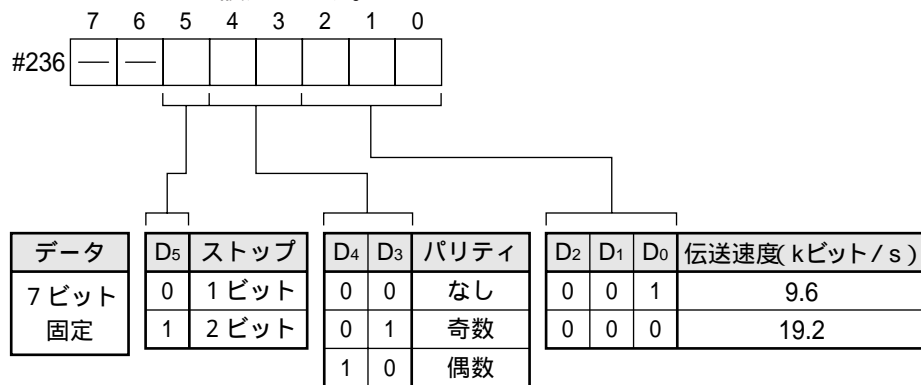 7 6 5 4 3 2 1 0
#236 — —
データ
7 ビット
固定
D5 ストップ
0 1 ビット
1 2 ビット
D4 D3 パリティ
0 0 なし
0 1 奇数
1 0 偶数
D2 D1 D0 伝送速度(kビット/s)
0 0 1 9.6
0 0 0 19.2